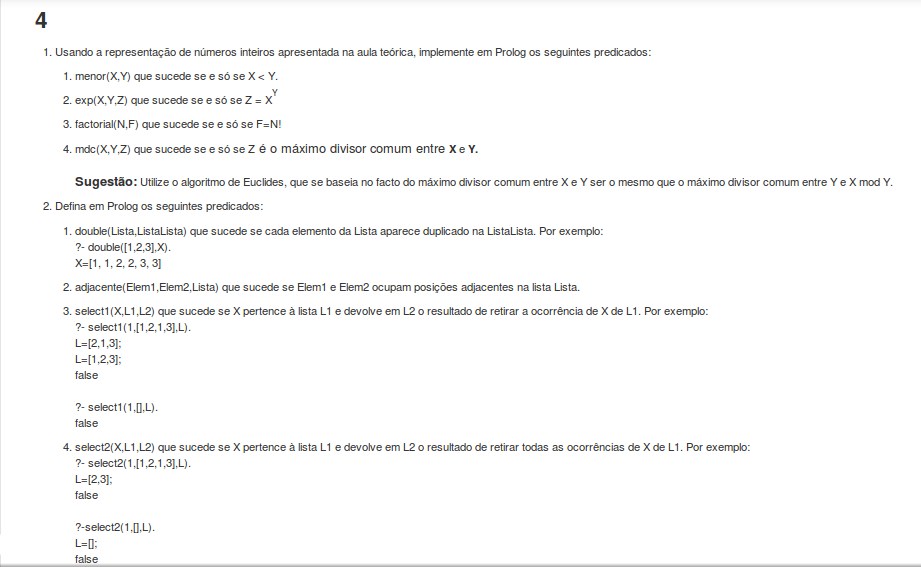 4
1. Usando a representação de números inteiros apresentada na aula teórica, implemente em Prolog os seguintes predicados:
1. menor(X,Y) que sucede se e só se X < Y.
2. exp(X,Y,Z) que sucede se e só se Z = X^Y
3. factorial(N,F) que sucede se e só se F=N!
4. mdc(X,Y,Z) que sucede se e só se Z é o máximo divisor comum entre X e Y.
Sugestão: Utilize o algoritmo de Euclides, que se baseia no facto do máximo divisor comum entre X e Y ser o mesmo que o máximo divisor comum entre Y e X mod Y.
2. Defina em Prolog os seguintes predicados:
1. double(Lista,ListaLista) que sucede se cada elemento da Lista aparece duplicado na ListaLista. Por exemplo:
?- double([1,2,3],X).
X=[1, 1, 2, 2, 3, 3]
2. adjacente(Elem1,Elem2,Lista) que sucede se Elem1 e Elem2 ocupam posições adjacentes na lista Lista.
3. select1(X,L1,L2) que sucede se X pertence à lista L1 e devolve em L2 o resultado de retirar a ocorrência de X de L1. Por exemplo:
?- select1(1,[1,2,1,3],L).
L=[2,1,3];
L=[1,2,3];
false
?- select1(1,[],L).
false
4. select2(X,L1,L2) que sucede se X pertence à lista L1 e devolve em L2 o resultado de retirar todas as ocorrências de X de L1. Por exemplo:
?- select2(1,[1,2,1,3],L).
L=[2,3];
false
?-select2(1,[],L).
L=[];
false